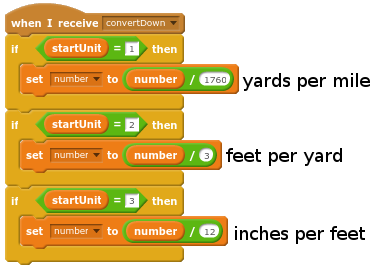 when I receive convertDown
if startUnit = 1 then
set number to number / 1760 yards per mile
if startUnit = 2 then
set number to number / 3 feet per yard
if startUnit = 3 then
set number to number / 12 inches per feet